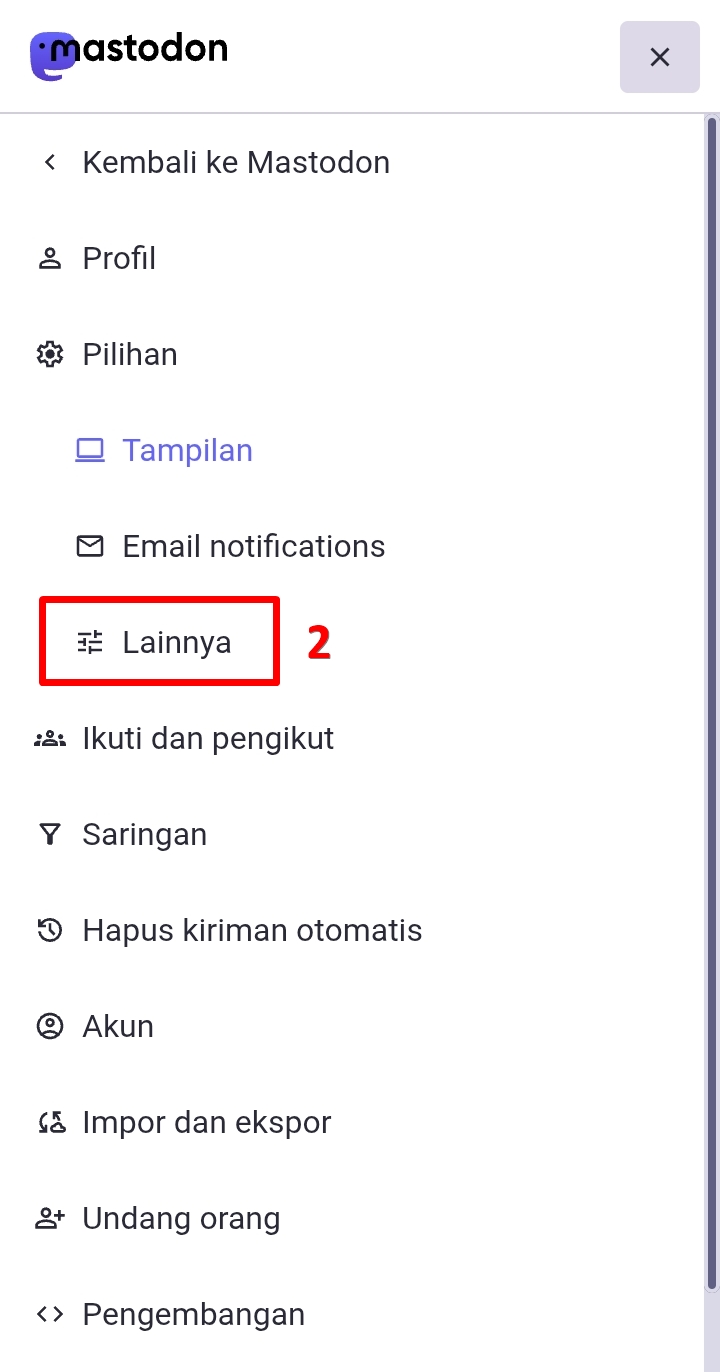 mastodon
Kembali ke Mastodon
Profil
Pilihan
Tampilan
Email notifications
Lainnya 2
Ikuti dan pengikut
Saringan
Hapus kiriman otomatis
Akun
Impor dan ekspor
Undang orang
Pengembangan